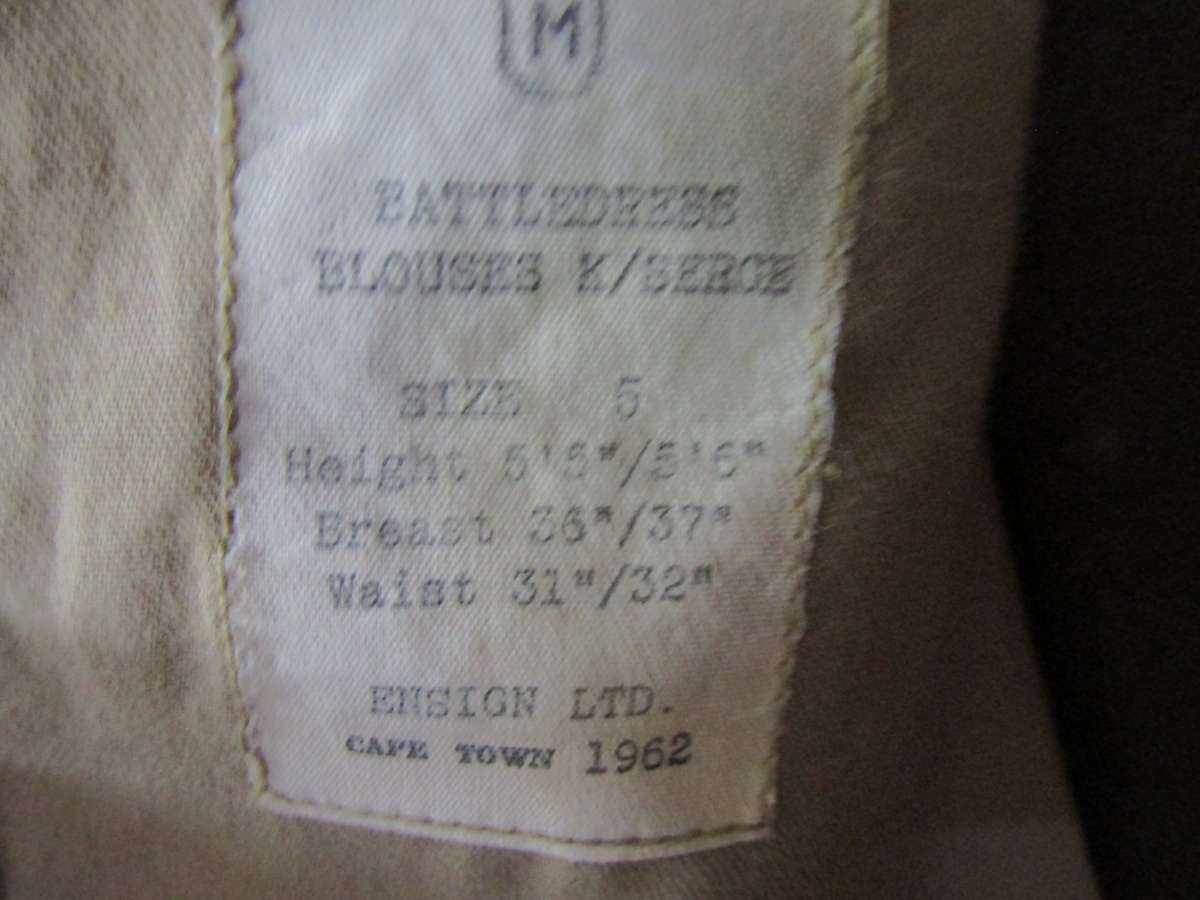 M
BATTLEDRESS
BLOUSES K/SERGE
SIZE 5
Height 5'5"/5'6"
Breast 36"/37"
Waist 31"/32"
ENSIGN LTD.
CAPE TOWN 1962